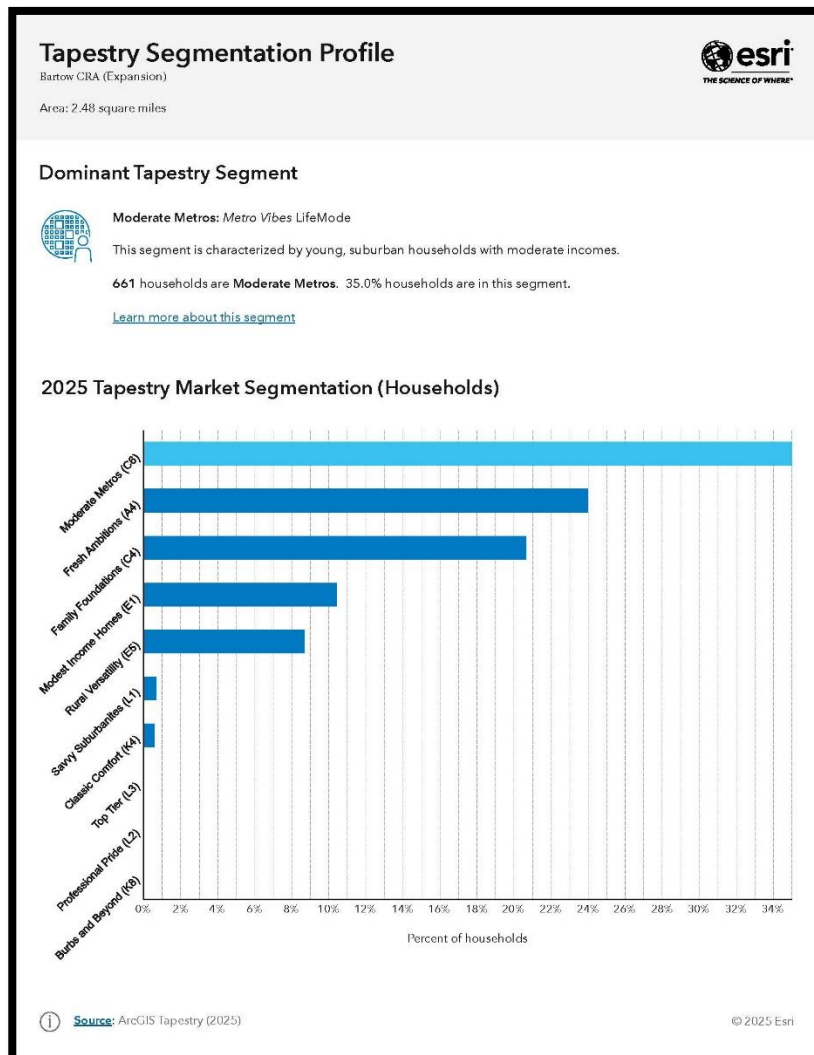 Tapestry Segmentation Profile
Bartow CRA (Expansion)
Area: 2.48 square miles
esri
THE SCIENCE OF WHERE®
Dominant Tapestry Segment
Moderate Metros: Metro Vibes LifeMode
This segment is characterized by young, suburban households with moderate incomes.
661 households are Moderate Metros. 35.0% households are in this segment.
Learn more about this segment
2025 Tapestry Market Segmentation (Households)
Moderate Metros (C6)
Fresh Ambitions (A4)
Family Foundations (C4)
Modest Income Homes (E1)
Rural Versatility (E5)
Savvy Suburbanites (L1)
Classic Comfort (K4)
Top Tier (L3)
Professional Pride (L2)
Burbs and Beyond (K8)
0% 2% 4% 6% 8% 10% 12% 14% 16% 18% 20% 22% 24% 26% 28% 30% 32% 34%
Percent of households
Source: ArcGIS Tapestry (2025)
© 2025 Esri